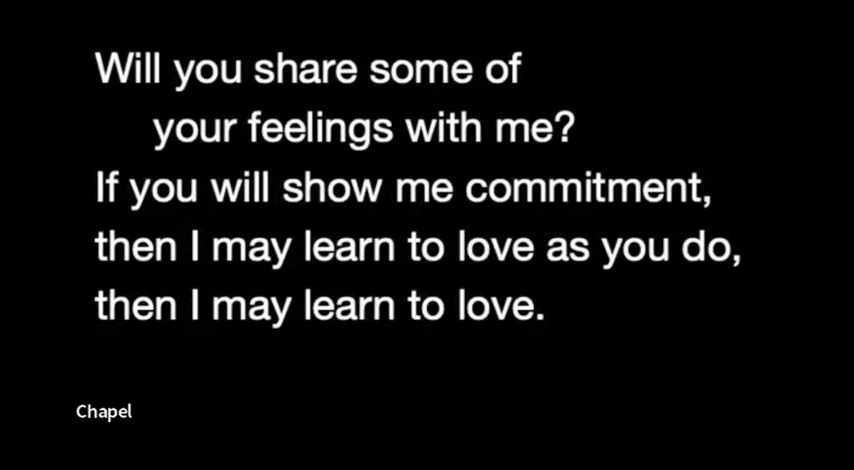 Will you share some of
your feelings with me?
If you will show me commitment,
then I may learn to love as you do,
then I may learn to love.
Chapel